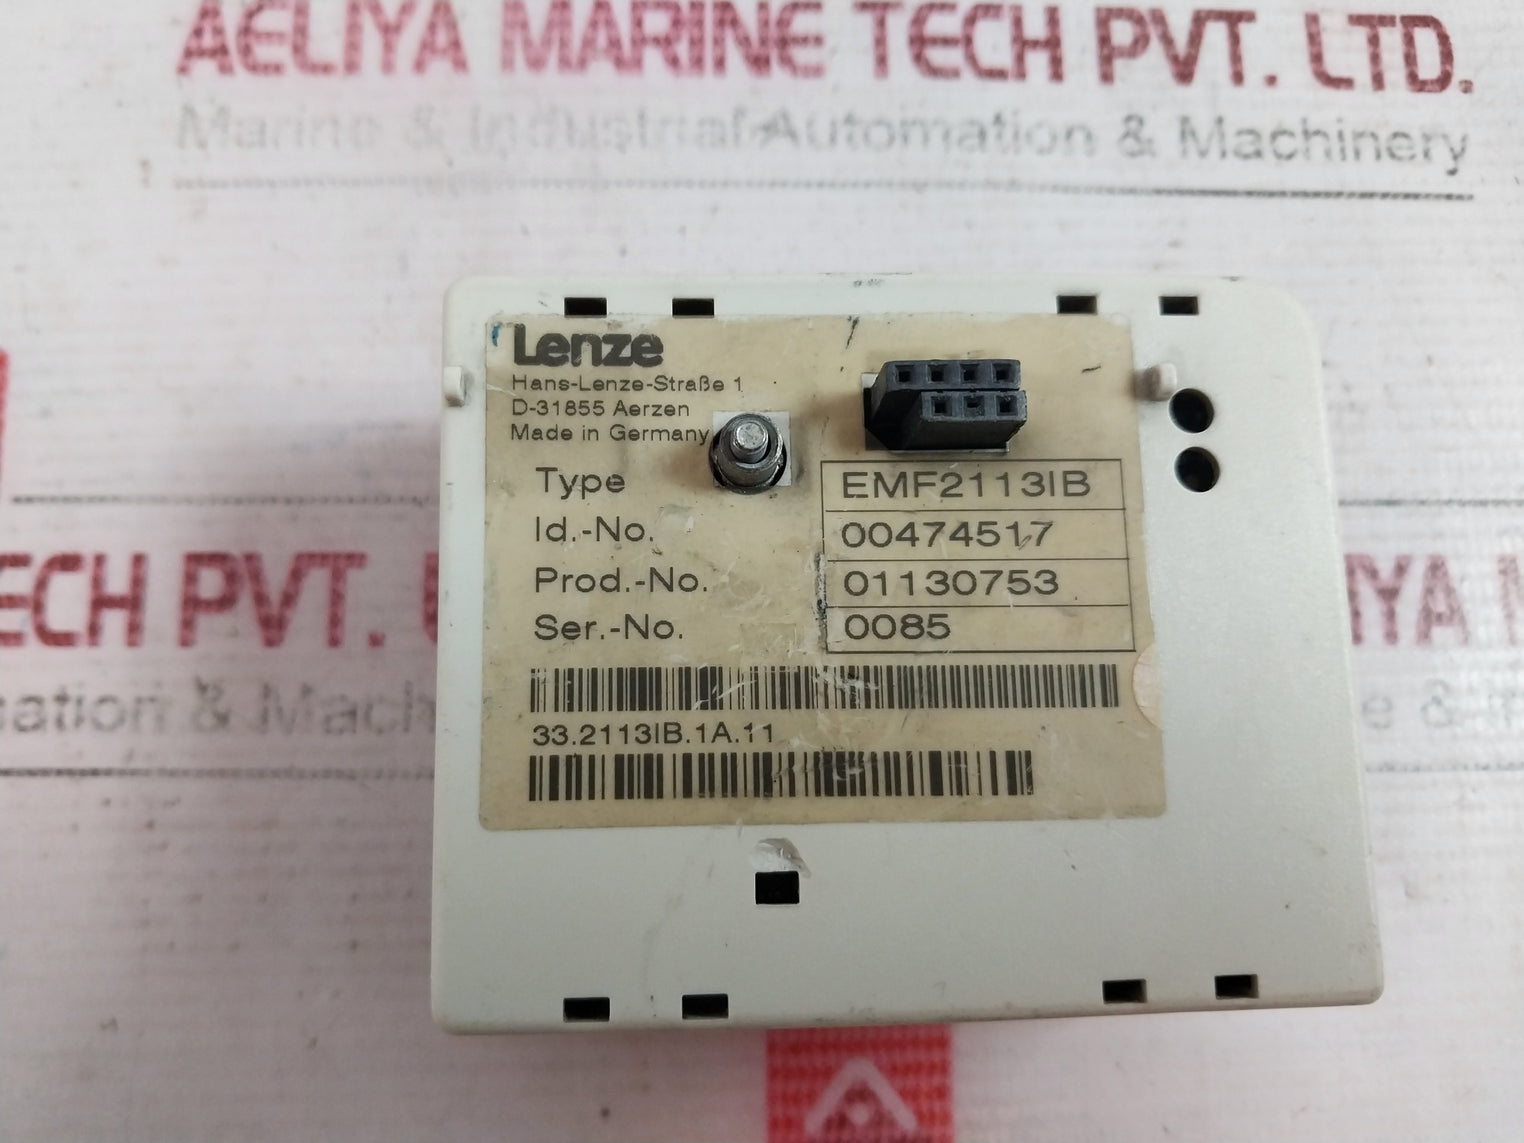 AELIYA MARINE TECH PVT. LTD.
Marine & Industrial Automation & Machinery
Lenze
Hans-Lenze-Straße 1
D-31855 Aerzen
Made in Germany
Type EMF2113IB
Id.-No. 00474517
Prod.-No. 01130753
Ser.-No. 0085
33.2113IB.1A.11
ECH PVT.
IYA M
ation & Mach
e &